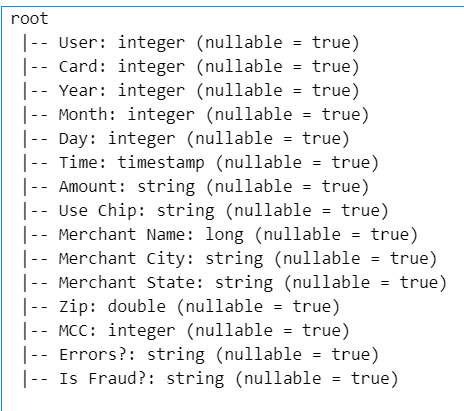 root
 |-- User: integer (nullable = true)
 |-- Card: integer (nullable = true)
 |-- Year: integer (nullable = true)
 |-- Month: integer (nullable = true)
 |-- Day: integer (nullable = true)
 |-- Time: timestamp (nullable = true)
 |-- Amount: string (nullable = true)
 |-- Use Chip: string (nullable = true)
 |-- Merchant Name: long (nullable = true)
 |-- Merchant City: string (nullable = true)
 |-- Merchant State: string (nullable = true)
 |-- Zip: double (nullable = true)
 |-- MCC: integer (nullable = true)
 |-- Errors?: string (nullable = true)
 |-- Is Fraud?: string (nullable = true)